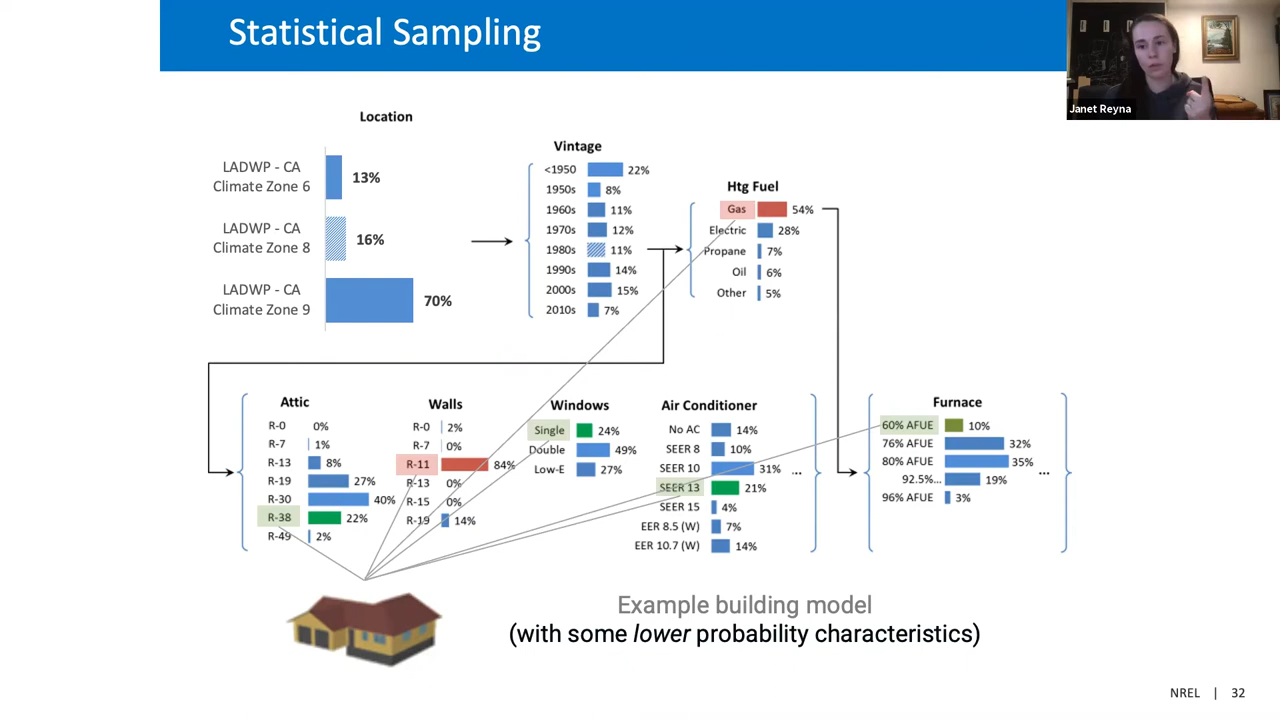 Statistical Sampling
Janet Reyna
Location
LADWP - CA
Climate Zone 6
13%
LADWP - CA
Climate Zone 8
16%
LADWP - CA
Climate Zone 9
70%
Vintage
<1950 22%
1950s 8%
1960s 11%
1970s 12%
1980s 11%
1990s 14%
2000s 15%
2010s 7%
Htg Fuel
Gas 54%
Electric 28%
Propane 7%
Oil 6%
Other 5%
Attic
R-0 0%
R-7 1%
R-13 8%
R-19 27%
R-30 40%
R-38 22%
R-49 2%
Walls
R-0 2%
R-7 0%
R-11 84%
R-13 0%
R-15 0%
R-19 14%
Windows
Single 24%
Double 49%
Low-E 27%
Air Conditioner
No AC 14%
SEER 8 10%
SEER 10 31%
SEER 13 21%
SEER 15 4%
EER 8.5 (W) 7%
EER 10.7 (W) 14%
...
Furnace
60% AFUE 10%
76% AFUE 32%
80% AFUE 35%
92.5%... 19%
96% AFUE 3%
...
Example building model
(with some lower probability characteristics)
NREL | 32